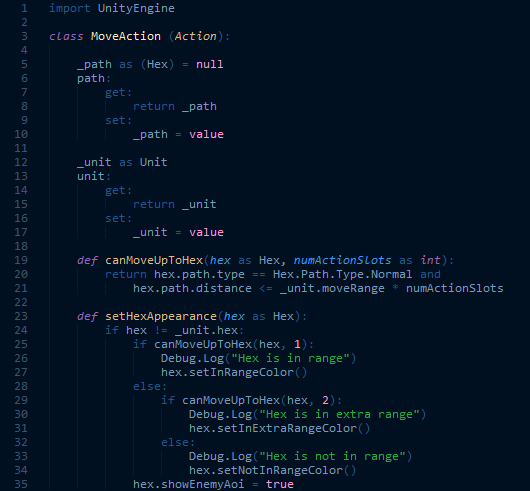 1 import UnityEngine
2
3 class MoveAction (Action):
4
5     _path as (Hex) = null
6     path:
7         get:
8             return _path
9         set:
10             _path = value
11
12     _unit as Unit
13     unit:
14         get:
15             return _unit
16         set:
17             _unit = value
18
19     def canMoveUpToHex(hex as Hex, numActionSlots as int):
20         return hex.path.type == Hex.Path.Type.Normal and
21             hex.path.distance <= _unit.moveRange * numActionSlots
22
23     def setHexAppearance(hex as Hex):
24         if hex != _unit.hex:
25             if canMoveUpToHex(hex, 1):
26                 Debug.Log("Hex is in range")
27                 hex.setInRangeColor()
28             else:
29                 if canMoveUpToHex(hex, 2):
30                     Debug.Log("Hex is in extra range")
31                     hex.setInExtraRangeColor()
32                 else:
33                     Debug.Log("Hex is not in range")
34                     hex.setNotInRangeColor()
35             hex.showEnemyAoi = true